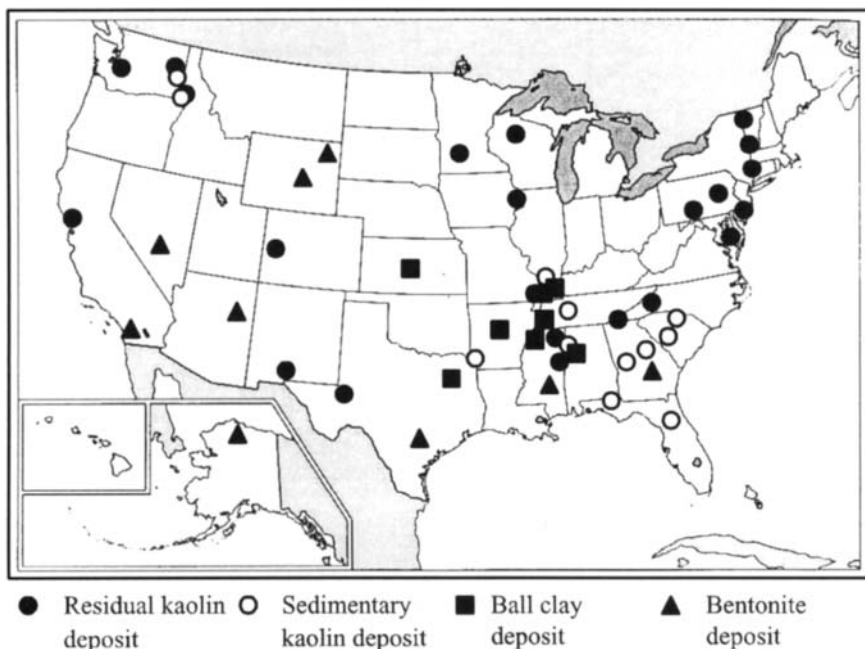 Residual kaolin deposit
Sedimentary kaolin deposit
Ball clay deposit
Bentonite deposit